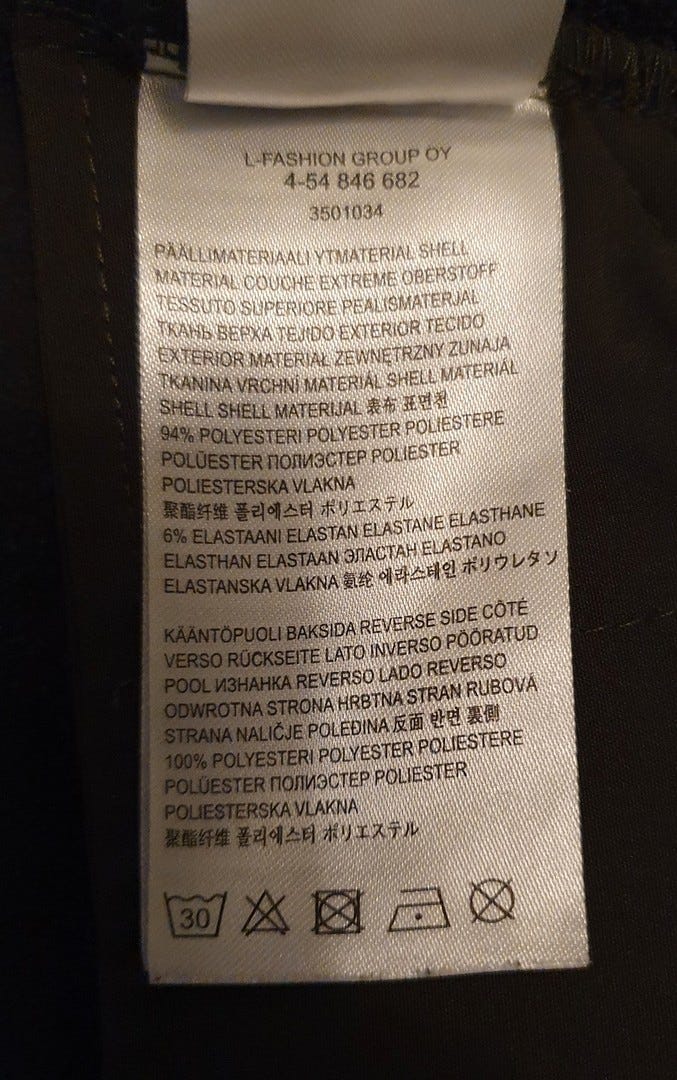 L-FASHION GROUP OY
4-54 846 682
3501034
PÄÄLLIMATERIAALI YTMATERIAL SHELL
MATERIAL COUCHE EXTREME OBERSTOFF
TESSUTO SUPERIORE PEALISMATERJAL
ТКАНЬ ВЕРХА TEJIDO EXTERIOR TECIDO
EXTERIOR MATERIAŁ ZEWNĘTRZNY ZUNAJA
TKANINA VRCHNÍ MATERIÁL SHELL MATERIÁL
SHELL SHELL MATERIJAL 表布 표면천
94% POLYESTERI POLYESTER POLIESTERE
POLÜESTER ПОЛИЭСТЕР POLIESTER
POLIESTERSKA VLAKNA
聚酯纤维 폴리에스터 ポリエステル
6% ELASTAANI ELASTAN ELASTANE ELASTHANE
ELASTHAN ELASTAAN ЭЛАСТАН ELASTANO
ELASTANSKA VLAKNA 氨纶 에라스테인 ポリウレタソ
KÄÄNTÖPUOLI BAKSIDA REVERSE SIDE CÔTÉ
VERSO RÜCKSEITE LATO INVERSO PÖÖRATUD
POOL ИЗНАНКА REVERSO LADO REVERSO
ODWROTNA STRONA HRBTNA STRAN RUBOVÁ
STRANA NALIČJE POLEĐINA 反面 반면 裏側
100% POLYESTERI POLYESTER POLIESTERE
POLÜESTER ПОЛИЭСТЕР POLIESTER
POLIESTERSKA VLAKNA
聚酯纤维 폴리에스터 ポリエステル
30